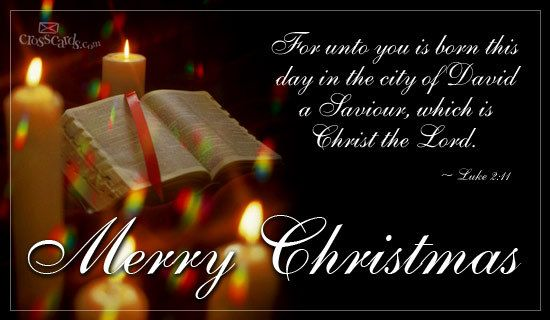 crosscards.com
For unto you is born this
day in the city of David
a Saviour, which is
Christ the Lord.
~ Luke 2:11
Merry Christmas